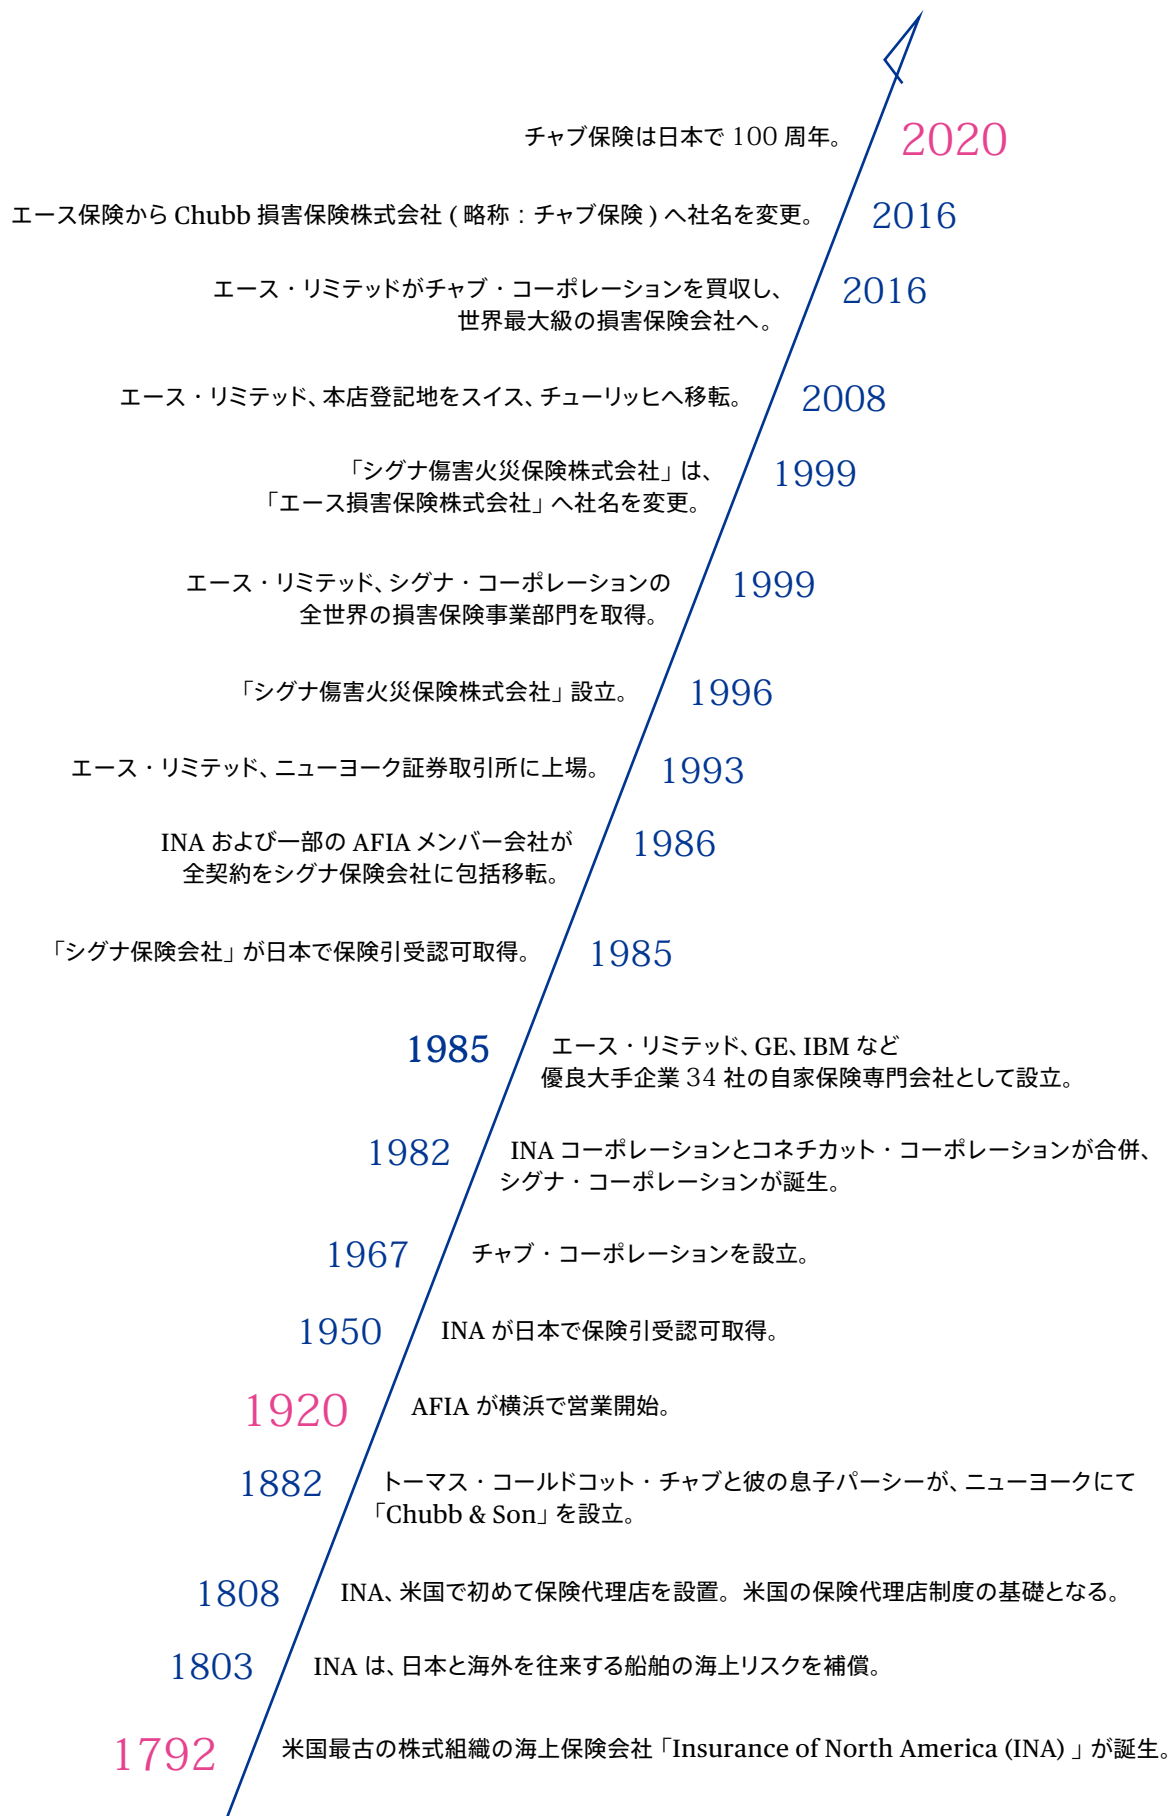 チャブ保険は日本で 100 周年。 2020
エース保険から Chubb 損害保険株式会社 ( 略称：チャブ保険 ) へ社名を変更。 2016
エース・リミテッドがチャブ・コーポレーションを買収し、 2016
世界最大級の損害保険会社へ。
エース・リミテッド、本店登記地をスイス、チューリッヒへ移転。 2008
「シグナ傷害火災保険株式会社」は、 1999
「エース損害保険株式会社」へ社名を変更。
エース・リミテッド、シグナ・コーポレーションの 1999
全世界の損害保険事業部門を取得。
「シグナ傷害火災保険株式会社」設立。 1996
エース・リミテッド、ニューヨーク証券取引所に上場。 1993
INA および一部の AFIA メンバー会社が 1986
全契約をシグナ保険会社に包括移転。
「シグナ保険会社」が日本で保険引受認可取得。 1985
1985 エース・リミテッド、GE、IBM など
優良大手企業 34 社の自家保険専門会社として設立。
1982 INA コーポレーションとコネチカット・コーポレーションが合併、
シグナ・コーポレーションが誕生。
1967 チャブ・コーポレーションを設立。
1950 INA が日本で保険引受認可取得。
1920 AFIA が横浜で営業開始。
1882 トーマス・コールドコット・チャブと彼の息子パーシーが、ニューヨークにて
「Chubb & Son」を設立。
1808 INA、米国で初めて保険代理店を設置。米国の保険代理店制度の基礎となる。
1803 INA は、日本と海外を往来する船舶の海上リスクを補償。
1792 米国最古の株式組織の海上保険会社「Insurance of North America (INA) 」が誕生。